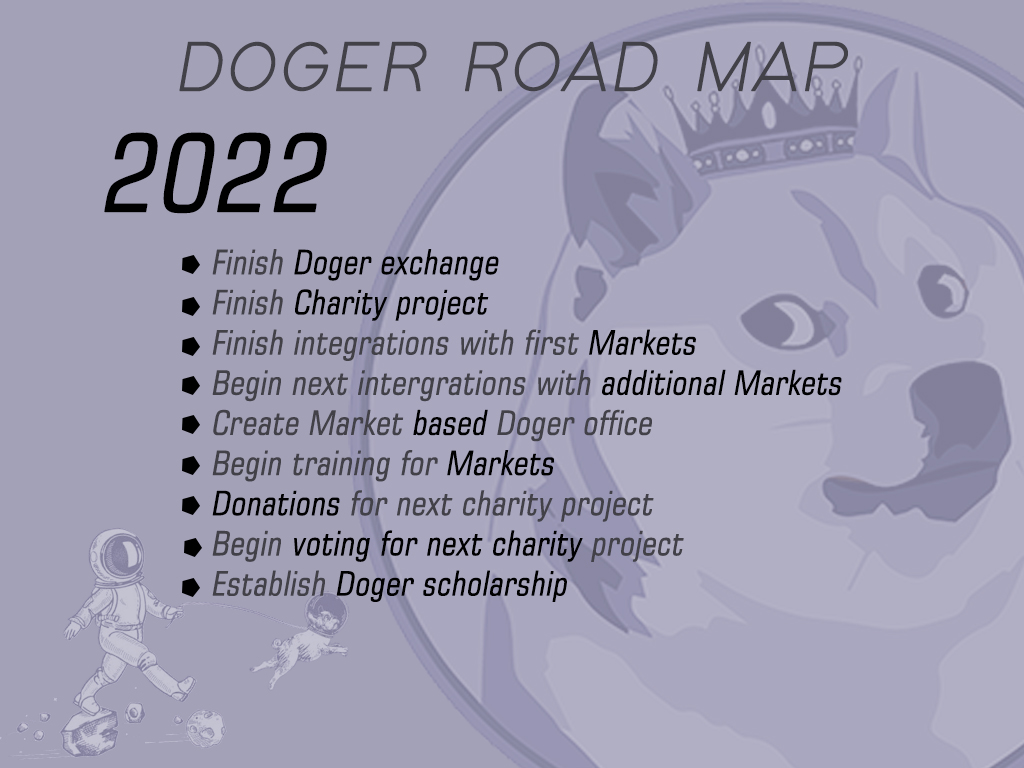 DOGER ROAD MAP
2022
Finish Doger exchange
Finish Charity project
Finish integrations with first Markets
Begin next intergrations with additional Markets
Create Market based Doger office
Begin training for Markets
Donations for next charity project
Begin voting for next charity project
Establish Doger scholarship